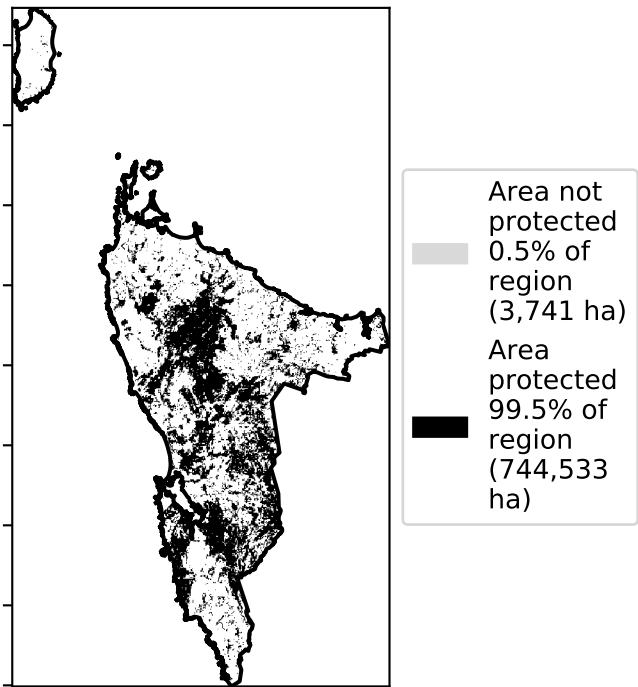 Area not
protected
0.5% of
region
(3,741 ha)
Area
protected
99.5% of
region
(744,533
ha)